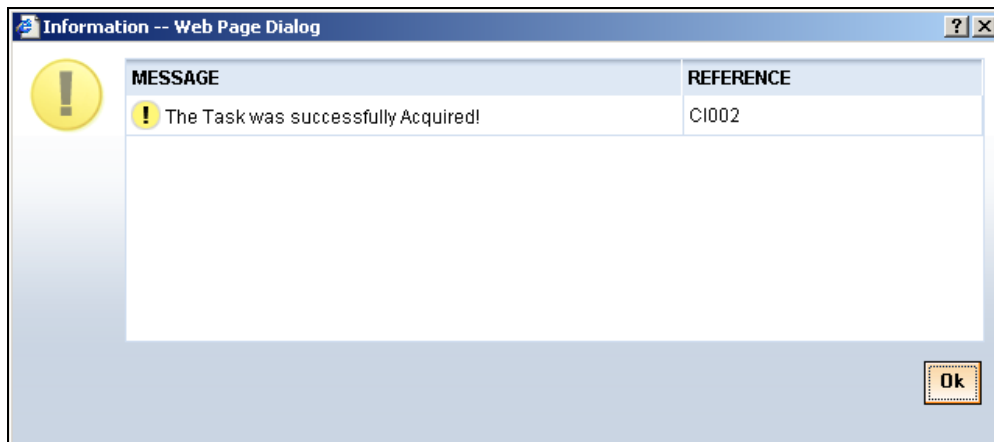 Information -- Web Page Dialog
MESSAGE REFERENCE
The Task was successfully Acquired! CI002
Ok